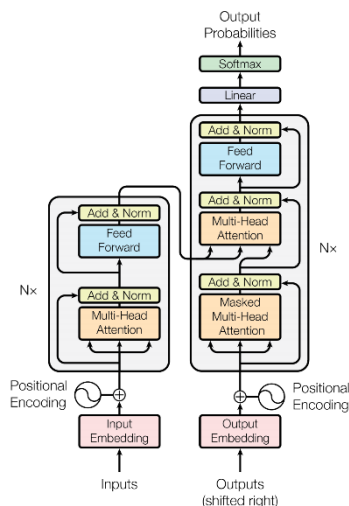 Output
Probabilities
Softmax
Linear
Add & Norm
Feed
Forward
Add & Norm
Multi-Head
Attention
Add & Norm
Masked
Multi-Head
Attention
Nx
Add & Norm
Feed
Forward
Add & Norm
Multi-Head
Attention
Nx
Positional
Encoding
Positional
Encoding
Input
Embedding
Output
Embedding
Inputs
Outputs
(shifted right)